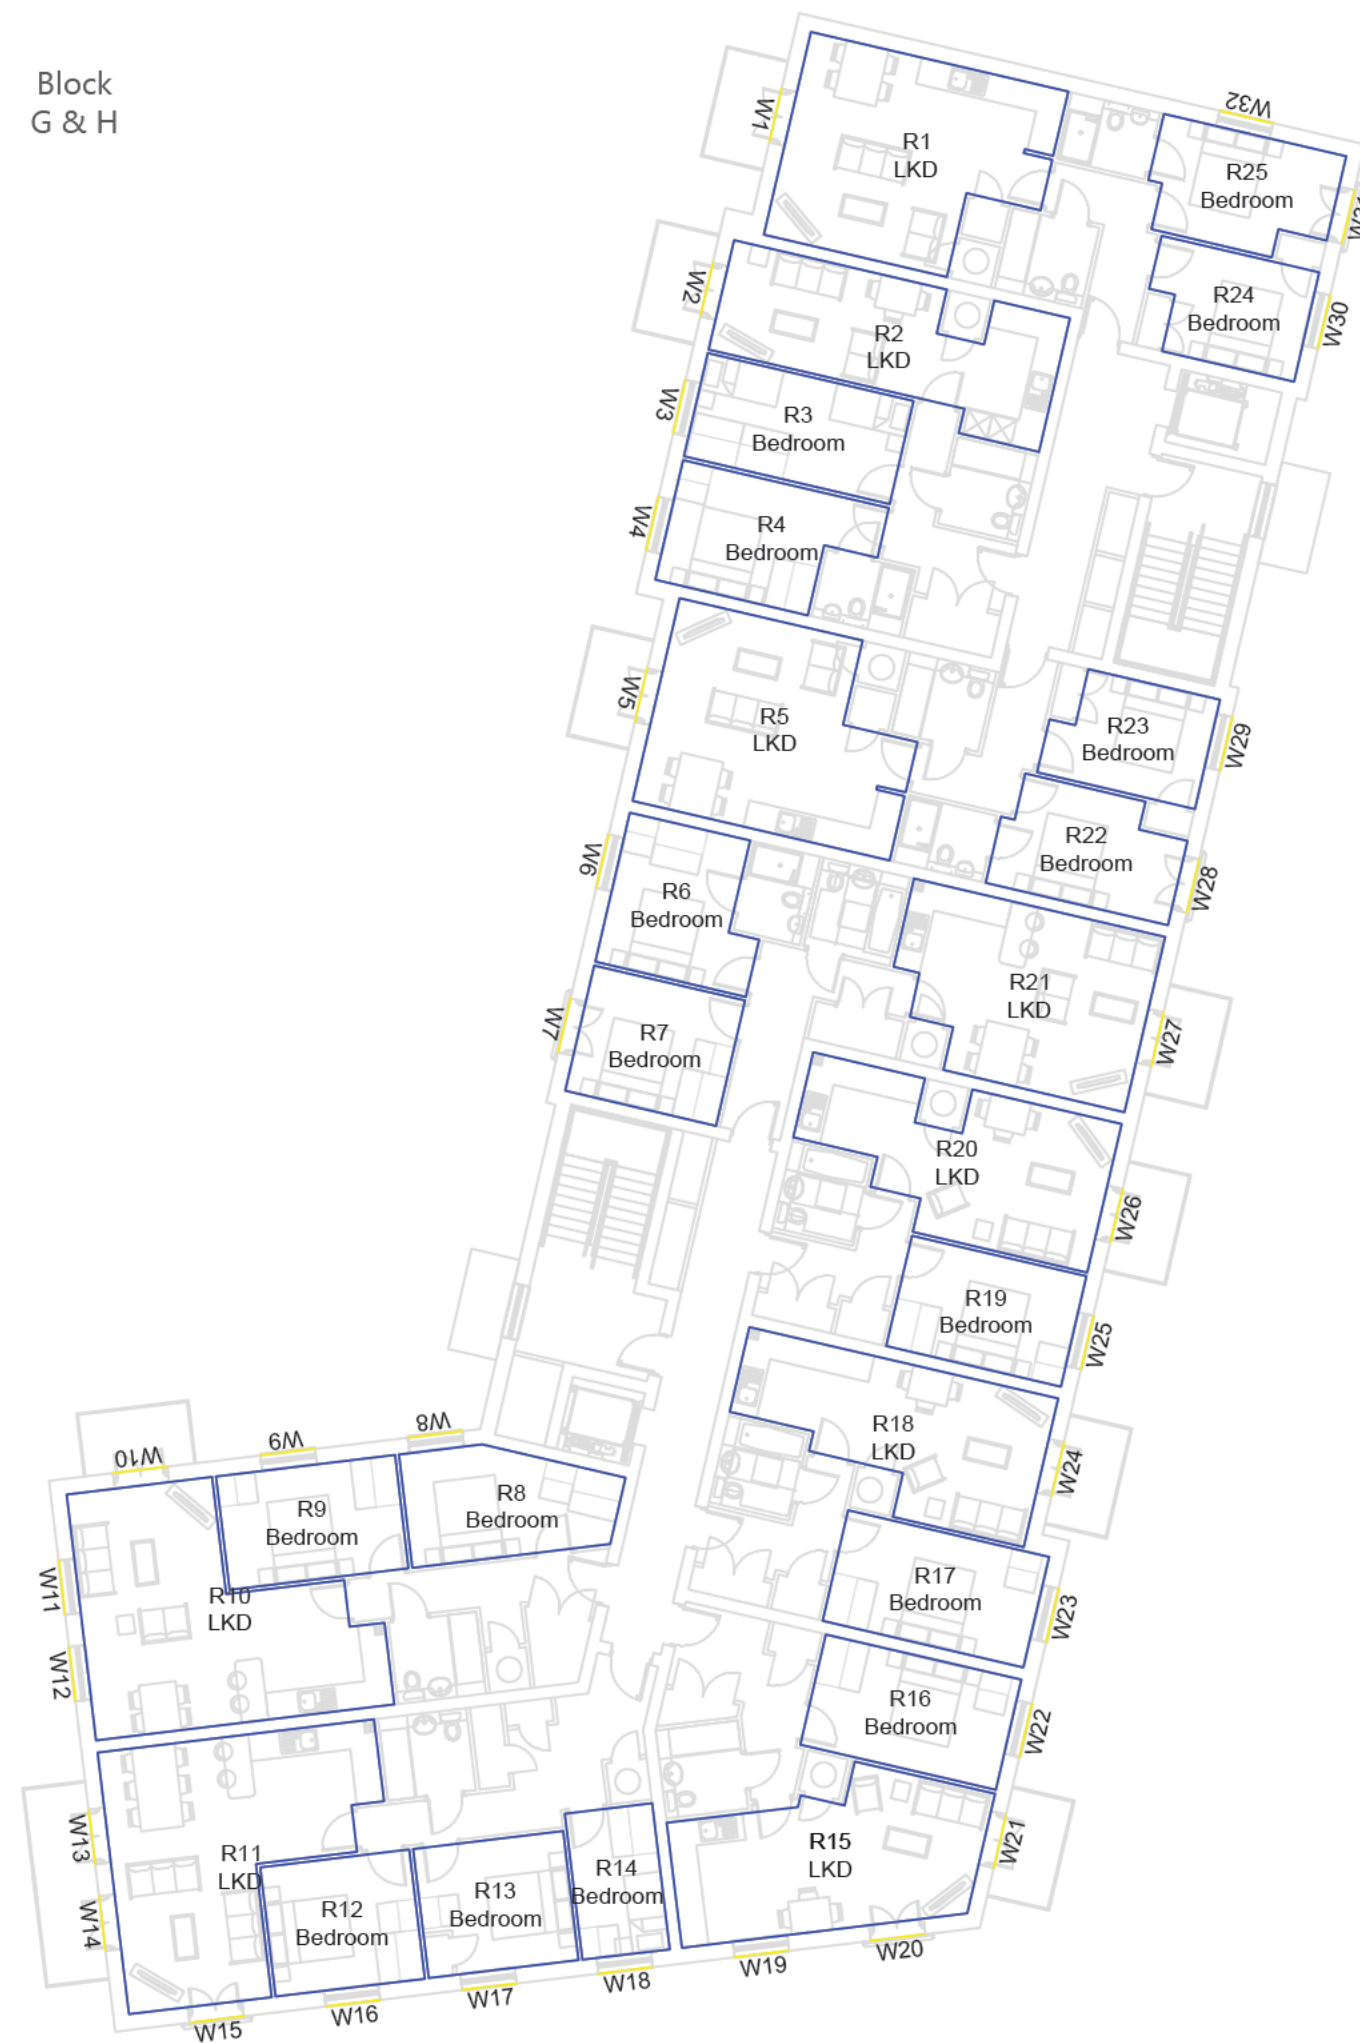 Block
G & H
W32
W1
R1
LKD
R25
Bedroom
W31
W2
R24
Bedroom
W30
R2
LKD
W3
R3
Bedroom
W4
R4
Bedroom
W5
R5
LKD
R23
Bedroom
W29
R22
Bedroom
W28
W6
R6
Bedroom
R21
LKD
W27
W7
R7
Bedroom
R20
LKD
W26
R19
Bedroom
W25
R18
LKD
W24
W8
W9
W10
R8
Bedroom
R9
Bedroom
R10
LKD
W11
W12
R17
Bedroom
W23
R16
Bedroom
W22
W13
W14
R11
LKD
R12
Bedroom
R13
Bedroom
R14
Bedroom
R15
LKD
W21
W15
W16
W17
W18
W19
W20